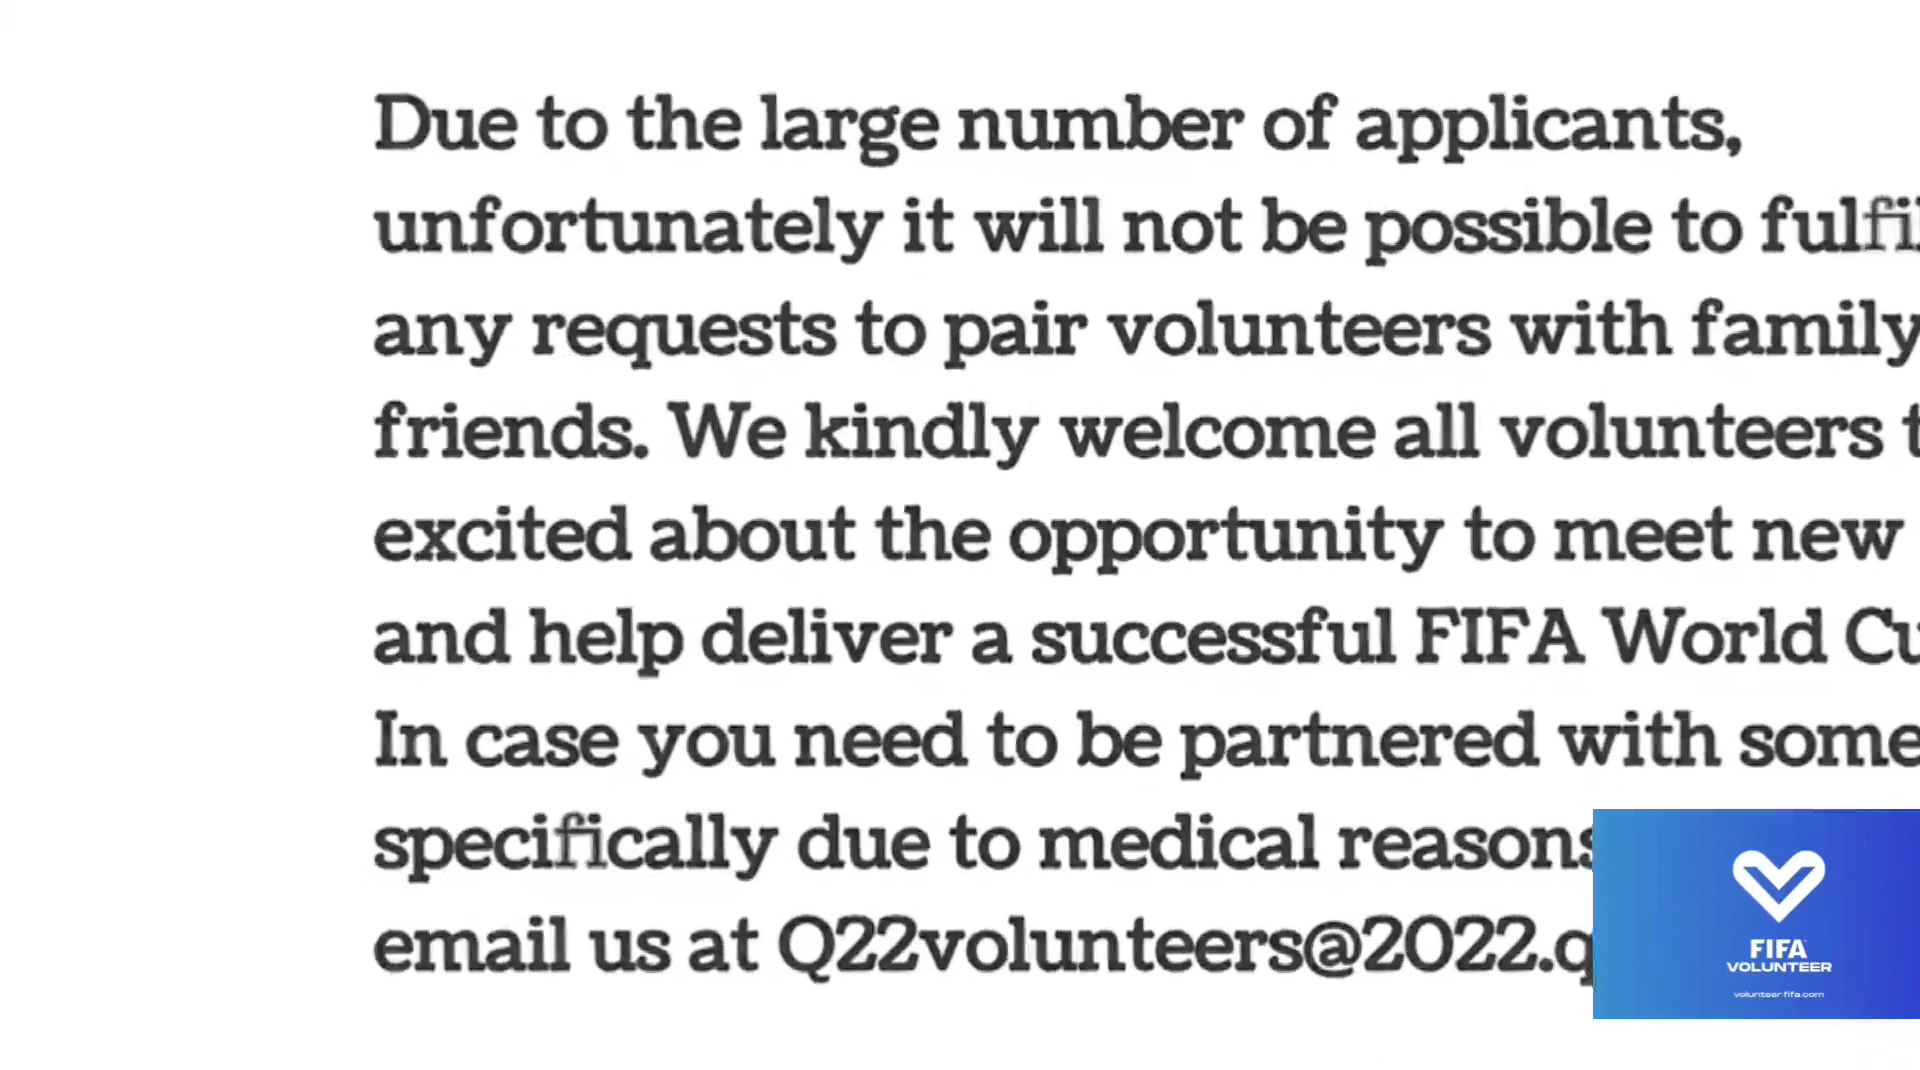 Due to the large number of applicants,
unfortunately it will not be possible to fulfil
any requests to pair volunteers with family
friends. We kindly welcome all volunteers t
excited about the opportunity to meet new
and help deliver a successful FIFA World Cu
In case you need to be partnered with some
specifically due to medical reasons
email us at Q22volunteers@2022.q
FIFA
VOLUNTEER
volunteer.fifa.com